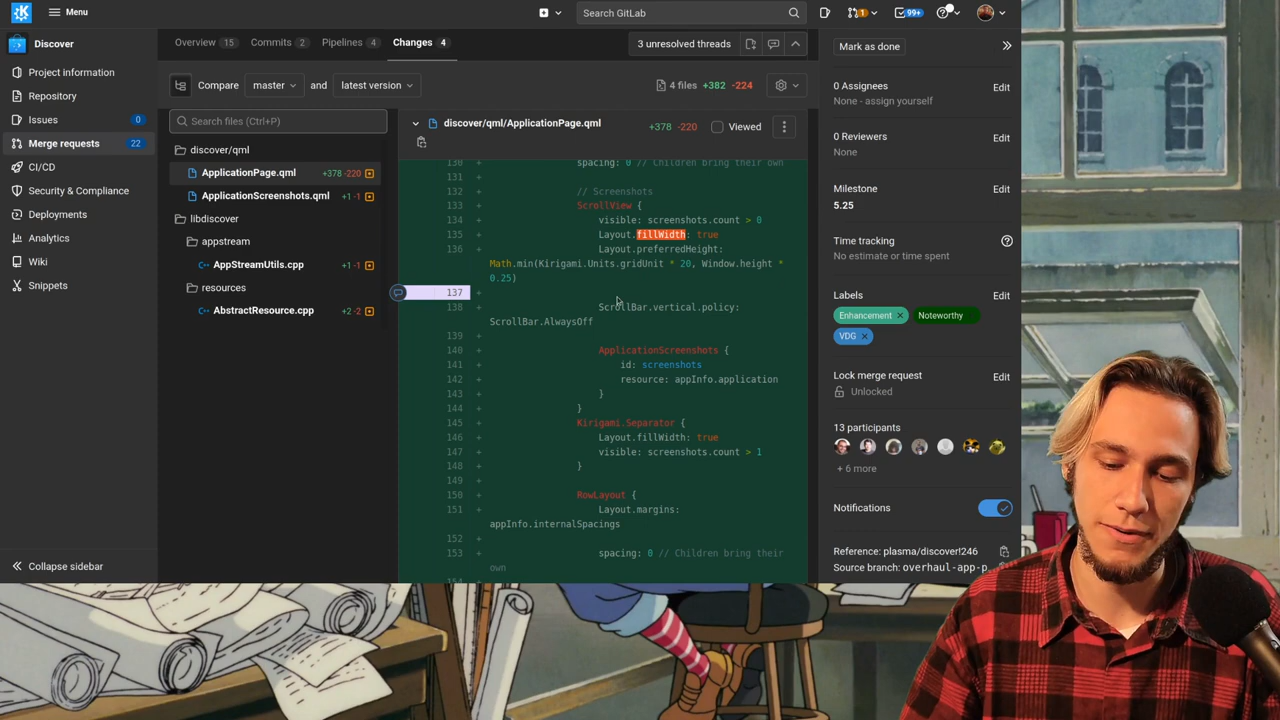 Menu
Search GitLab
1
99+
Discover
Project information
Repository
Issues 0
Merge requests 22
CI/CD
Security & Compliance
Deployments
Analytics
Wiki
Snippets
Collapse sidebar
Overview 15
Commits 2
Pipelines 4
Changes 4
3 unresolved threads
Compare master and latest version
4 files +382 -224
Search files (Ctrl+P)
discover/qml
ApplicationPage.qml +378 -220
ApplicationScreenshots.qml +1 -1
libdiscover
appstream
AppStreamUtils.cpp +1 -1
resources
AbstractResource.cpp +2 -2
discover/qml/ApplicationPage.qml +378 -220 Viewed
130 + spacing: 0 // Children bring their own
131 +
132 + // Screenshots
133 + ScrollView {
134 + visible: screenshots.count > 0
135 + Layout.fillWidth: true
136 + Layout.preferredHeight:
Math.min(Kirigami.Units.gridUnit * 20, Window.height *
0.25)
137 +
138 + ScrollBar.vertical.policy:
ScrollBar.AlwaysOff
139 +
140 + ApplicationScreenshots {
141 + id: screenshots
142 + resource: appInfo.application
143 + }
144 + }
145 + Kirigami.Separator {
146 + Layout.fillWidth: true
147 + visible: screenshots.count > 1
148 + }
149 +
150 + RowLayout {
151 + Layout.margins:
appInfo.internalSpacings
152 +
153 + spacing: 0 // Children bring their
own
154 +
Mark as done
0 Assignees Edit
None - assign yourself
0 Reviewers Edit
None
Milestone Edit
5.25
Time tracking
No estimate or time spent
Labels Edit
Enhancement
Noteworthy
VDG
Lock merge request Edit
Unlocked
13 participants
+ 6 more
Notifications
Reference: plasma/discover!246
Source branch: overhaul-app-p…